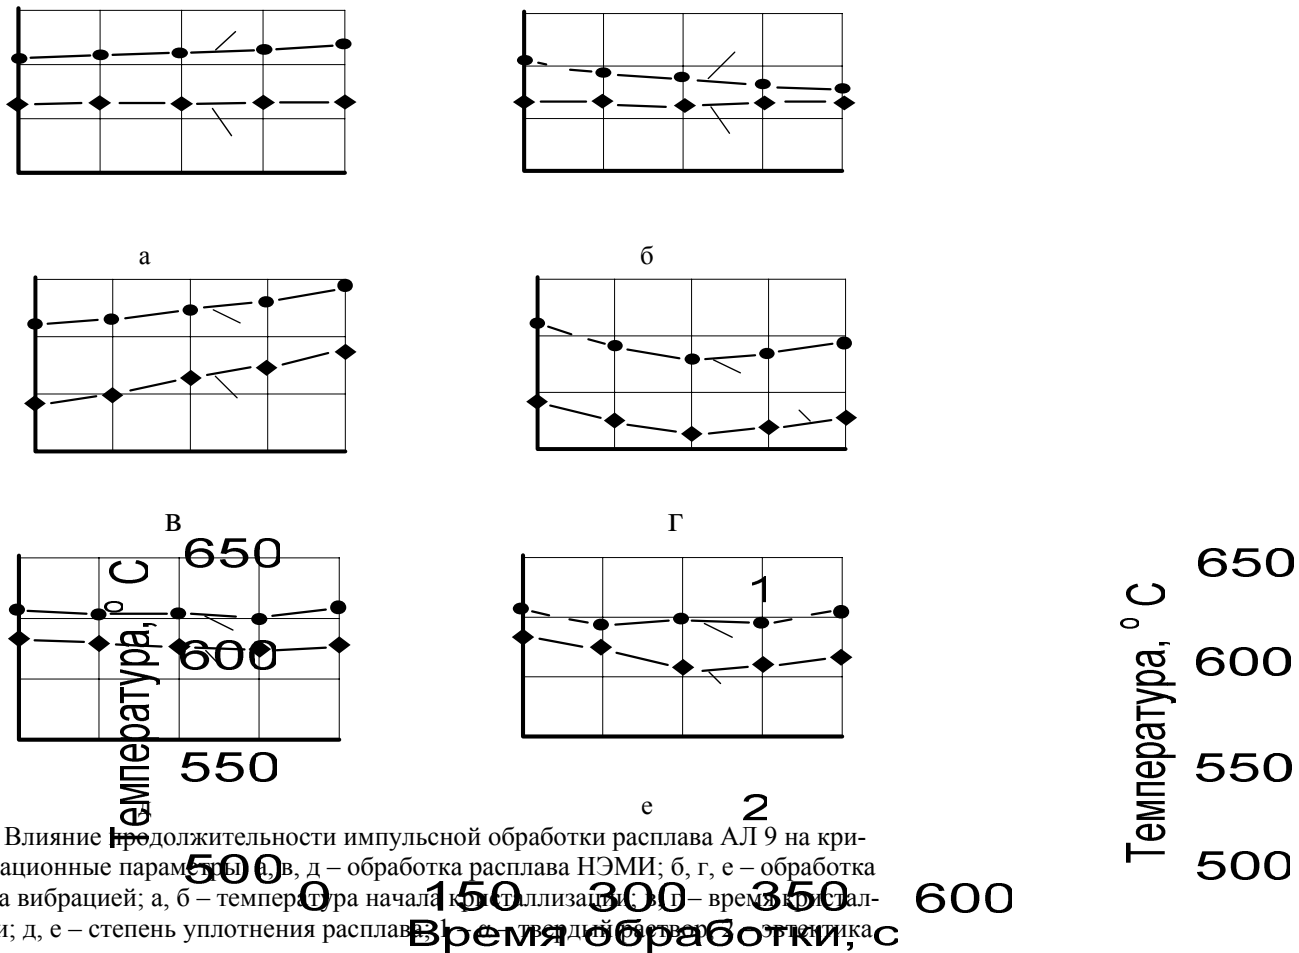 а
б
в
г
650
600
550
500
Температура, º С
1
2
650
600
550
500
Температура, º С
д
е
Влияние продолжительности импульсной обработки расплава АЛ 9 на кри-
ационные параметры: а, в, д – обработка расплава НЭМИ; б, г, е – обработка
а вибрацией; а, б – температура начала кристаллизации; в, г – время кристал-
и; д, е – степень уплотнения расплава; 1 – α – твердый раствор, 2 – эвтектика
0 150 300 350 600
Время обработки, с